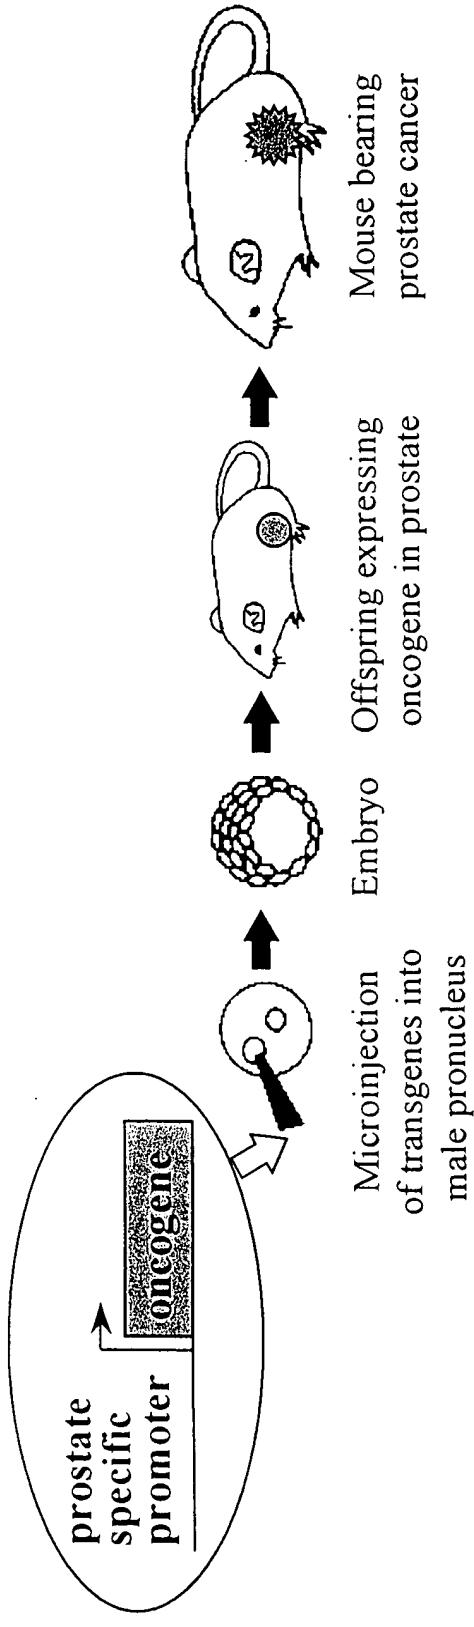 prostate
specific
promoter
oncogene
Microinjection
of transgenes into
male pronucleus
Embryo
Offspring expressing
oncogene in prostate
Mouse bearing
prostate cancer